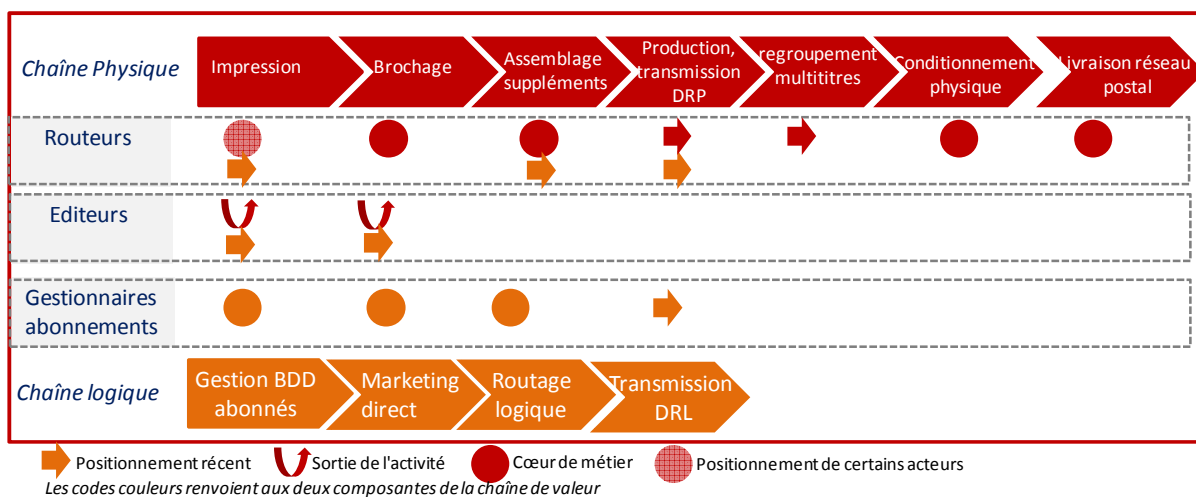 Chaîne Physique
Impression
Brochage
Assemblage
suppléments
Production,
transmission
DRP
regroupement
multititres
Conditionnement
physique
Livraison réseau
postal
Routeurs
Editeurs
Gestionnaires
abonnements
Chaîne logique
Gestion BDD
abonnés
Marketing
direct
Routage
logique
Transmission
DRL
Positionnement récent
Sortie de l'activité
Cœur de métier
Positionnement de certains acteurs
Les codes couleurs renvoient aux deux composantes de la chaîne de valeur